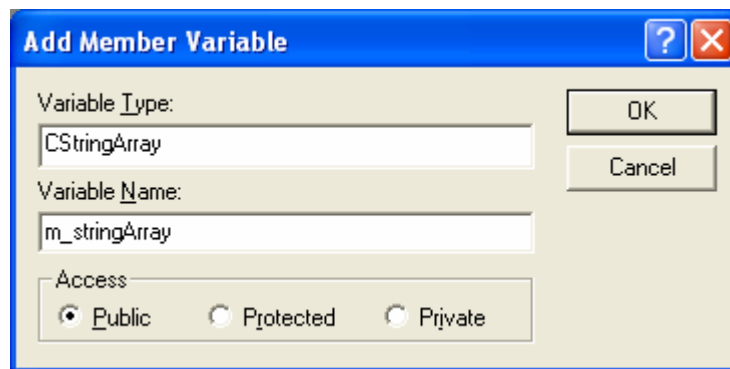 Add Member Variable
Variable Type:
OK
CStringArray
Cancel
Variable Name:
m_stringArray
Access
Public Protected Private